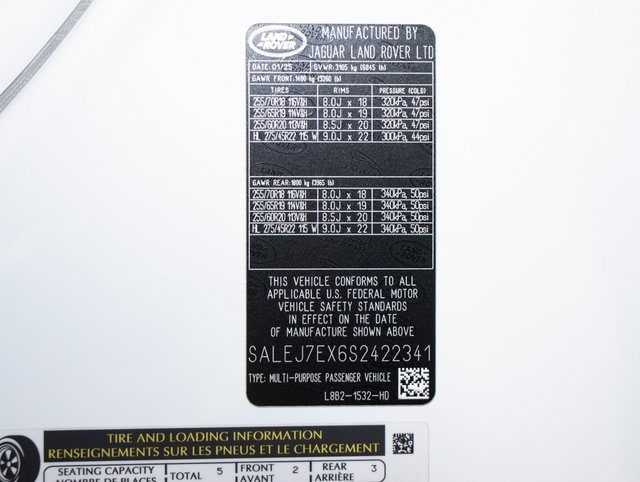 LAND
ROVER
MANUFACTURED BY
JAGUAR LAND ROVER LTD
DATE: 01/25 GVWR: 3105 kg (6845 lb)
GAWR FRONT: 1480 kg (3260 lb)
TIRES RIMS PRESSURE (COLD)
255/70R18 116V&H 8.0J x 18 320kPa, 47psi
255/65R19 114V&H 8.0J x 19 320kPa, 47psi
255/60R20 113V&H 8.5J x 20 320kPa, 47psi
HL 275/45R22 115 W 9.0J x 22 300kPa, 44psi
GAWR REAR: 1800 kg (3965 lb)
255/70R18 116V&H 8.0J x 18 340kPa, 50psi
255/65R19 114V&H 8.0J x 19 340kPa, 50psi
255/60R20 113V&H 8.5J x 20 340kPa, 50psi
HL 275/45R22 115 W 9.0J x 22 340kPa, 50psi
THIS VEHICLE CONFORMS TO ALL
APPLICABLE U.S. FEDERAL MOTOR
VEHICLE SAFETY STANDARDS
IN EFFECT ON THE DATE
OF MANUFACTURE SHOWN ABOVE
SALEJ7EX6S2422341
TYPE: MULTI-PURPOSE PASSENGER VEHICLE
L8B2-1532-HD
TIRE AND LOADING INFORMATION
RENSEIGNEMENTS SUR LES PNEUS ET LE CHARGEMENT
SEATING CAPACITY TOTAL 5 FRONT 2 REAR 3
NOMBRE DE PLACES AVANT ARRIÈRE